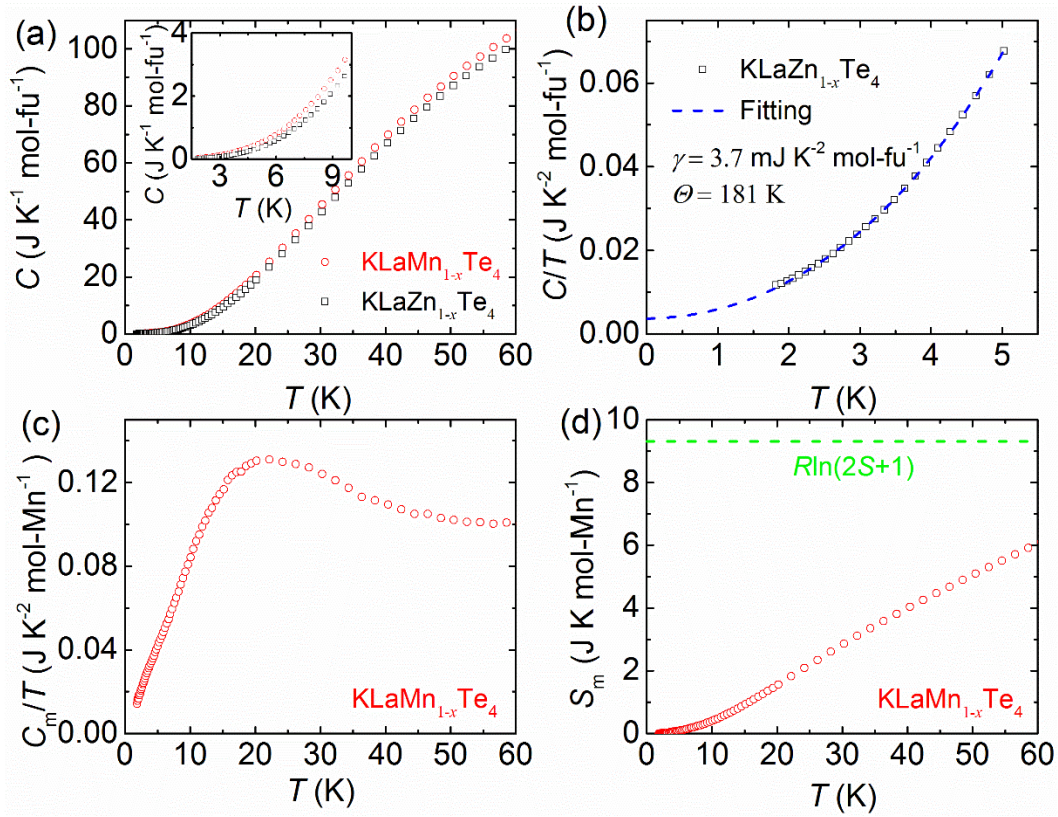 (a)
100
80
60
40
20
0
C (J K⁻¹ mol-fu⁻¹)
0 10 20 30 40 50 60
T (K)
4
2
0
C (J K⁻¹ mol-fu⁻¹)
3 6 9
T (K)
KLaMn₁₋ₓTe₄
KLaZn₁₋ₓTe₄
(b)
0.06
0.04
0.02
0.00
C/T (J K⁻² mol-fu⁻¹)
0 1 2 3 4 5
T (K)
KLaZn₁₋ₓTe₄
Fitting
γ = 3.7 mJ K⁻² mol-fu⁻¹
Θ = 181 K
(c)
0.12
0.08
0.04
0.00
Cₘ/T (J K⁻² mol-Mn⁻¹)
0 10 20 30 40 50 60
T (K)
KLaMn₁₋ₓTe₄
(d)
10
8
6
4
2
0
Sₘ (J K mol-Mn⁻¹)
0 10 20 30 40 50 60
T (K)
Rln(2S+1)
KLaMn₁₋ₓTe₄